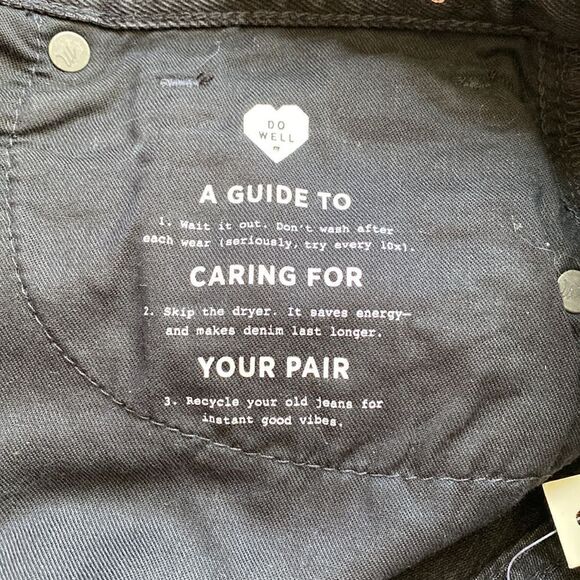 DO
WELL
A GUIDE TO
1. Wait it out. Don't wash after
each wear (seriously, try every 10x).
CARING FOR
2. Skip the dryer. It saves energy—
and makes denim last longer.
YOUR PAIR
3. Recycle your old jeans for
instant good vibes.